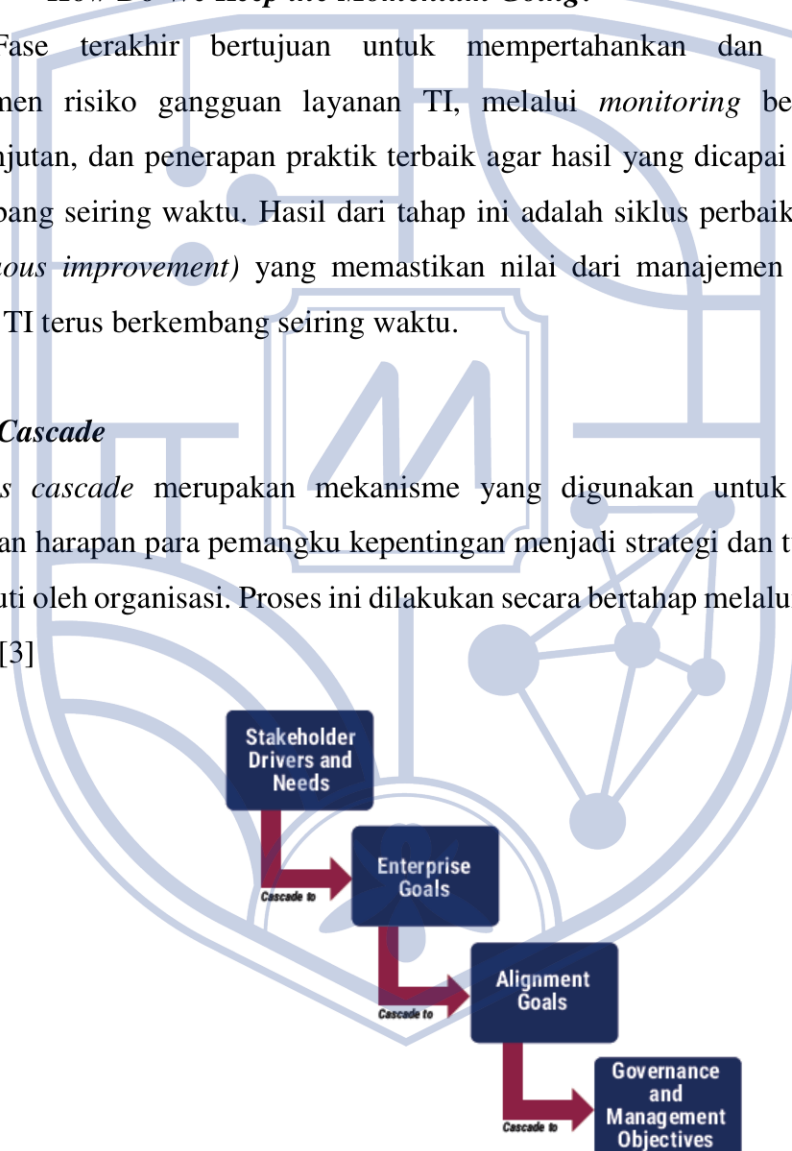 How Do We Keep the Momentum Going?
Fase terakhir bertujuan untuk mempertahankan dan
men risiko gangguan layanan TI, melalui monitoring be
njutan, dan penerapan praktik terbaik agar hasil yang dicapai
bang seiring waktu. Hasil dari tahap ini adalah siklus perbaik
uous improvement) yang memastikan nilai dari manajemen
TI terus berkembang seiring waktu.
Cascade
s cascade merupakan mekanisme yang digunakan untuk
an harapan para pemangku kepentingan menjadi strategi dan t
uti oleh organisasi. Proses ini dilakukan secara bertahap melalu
[3]
Stakeholder
Drivers and
Needs
Cascade to
Enterprise
Goals
Cascade to
Alignment
Goals
Cascade to
Governance
and
Management
Objectives